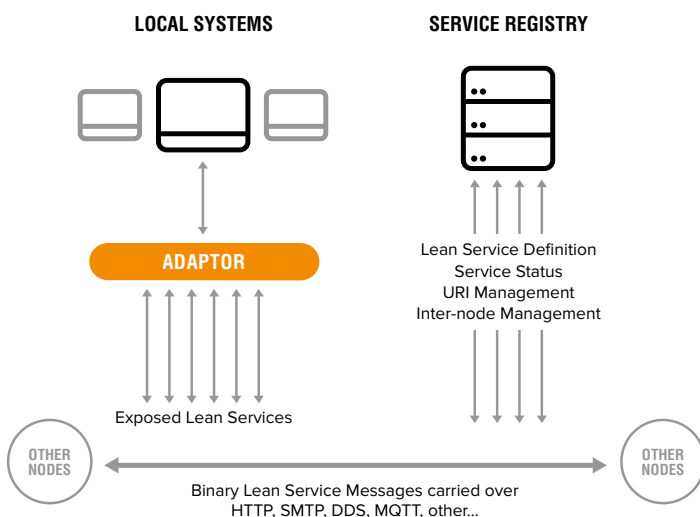 LOCAL SYSTEMS
SERVICE REGISTRY
ADAPTOR
Lean Service Definition
Service Status
URI Management
Inter-node Management
Exposed Lean Services
OTHER
NODES
OTHER
NODES
Binary Lean Service Messages carried over
HTTP, SMTP, DDS, MQTT, other...